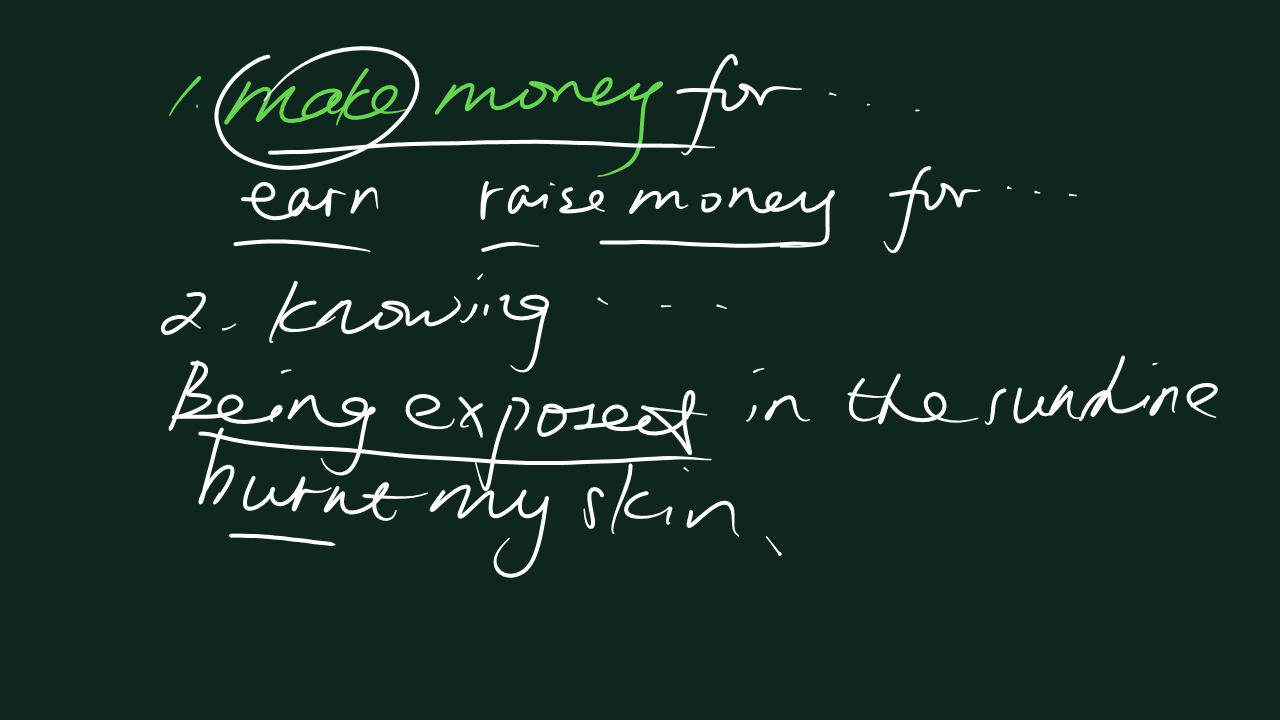 1. make money for ....
earn raise money for ...
2. knowing ...
Being exposed in the sunshine
burnt my skin.